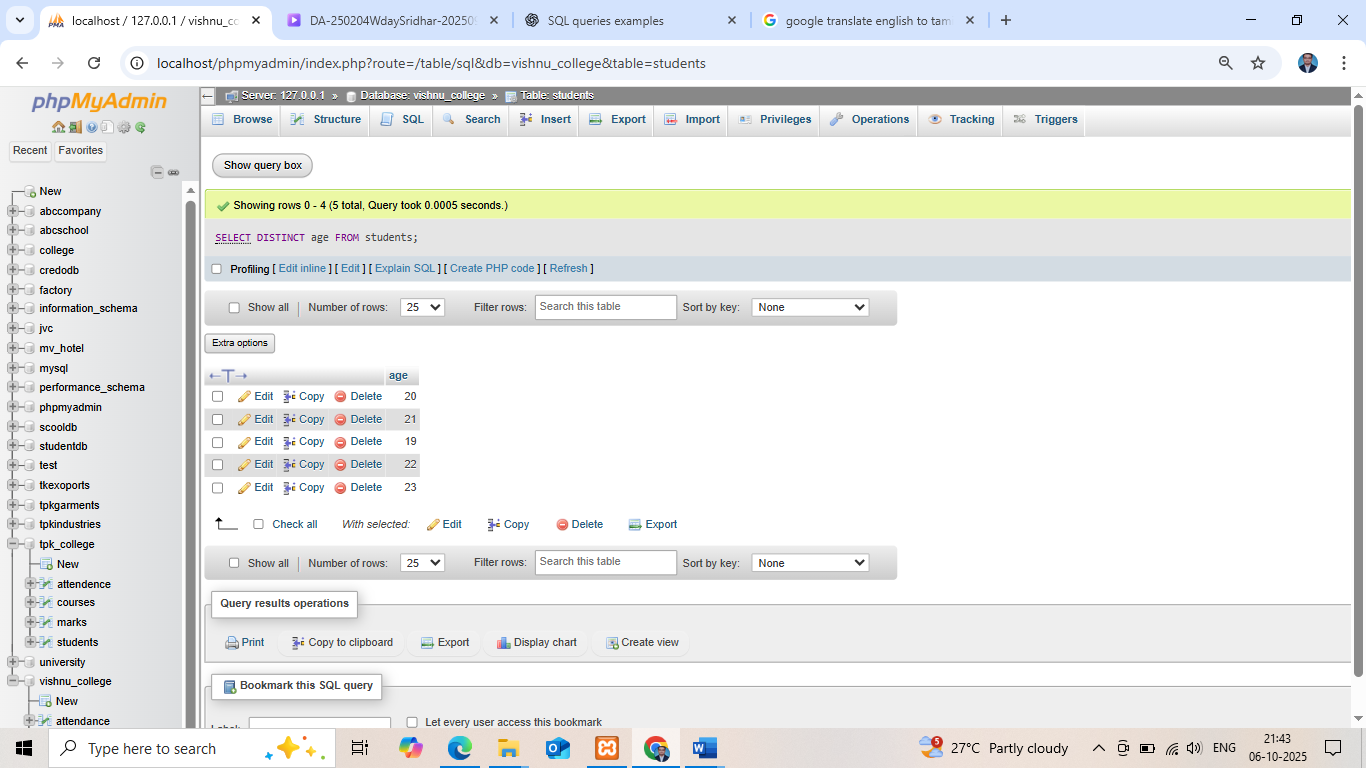 localhost / 127.0.0.1 / vishnu_co
DA-250204WdaySridhar-202505
SQL queries examples
google translate english to tami
localhost/phpmyadmin/index.php?route=/table/sql&db=vishnu_college&table=students
phpMyAdmin
Recent Favorites
New
abccompany
abcschool
college
credodb
factory
information_schema
jvc
mv_hotel
mysql
performance_schema
phpmyadmin
scooldb
studentdb
test
tkexoports
tpkgarments
tpkindustries
tpk_college
New
attendence
courses
marks
students
university
vishnu_college
New
attendance
Server: 127.0.0.1 » Database: vishnu_college » Table: students
Browse Structure SQL Search Insert Export Import Privileges Operations Tracking Triggers
Show query box
Showing rows 0 - 4 (5 total, Query took 0.0005 seconds.)
SELECT DISTINCT age FROM students;
Profiling [ Edit inline ] [ Edit ] [ Explain SQL ] [ Create PHP code ] [ Refresh ]
Show all Number of rows: 25 Filter rows: Search this table Sort by key: None
Extra options
age
Edit Copy Delete 20
Edit Copy Delete 21
Edit Copy Delete 19
Edit Copy Delete 22
Edit Copy Delete 23
Check all With selected: Edit Copy Delete Export
Show all Number of rows: 25 Filter rows: Search this table Sort by key: None
Query results operations
Print Copy to clipboard Export Display chart Create view
Bookmark this SQL query
Label: Let every user access this bookmark
Type here to search
5
27°C Partly cloudy
ENG
21:43
06-10-2025